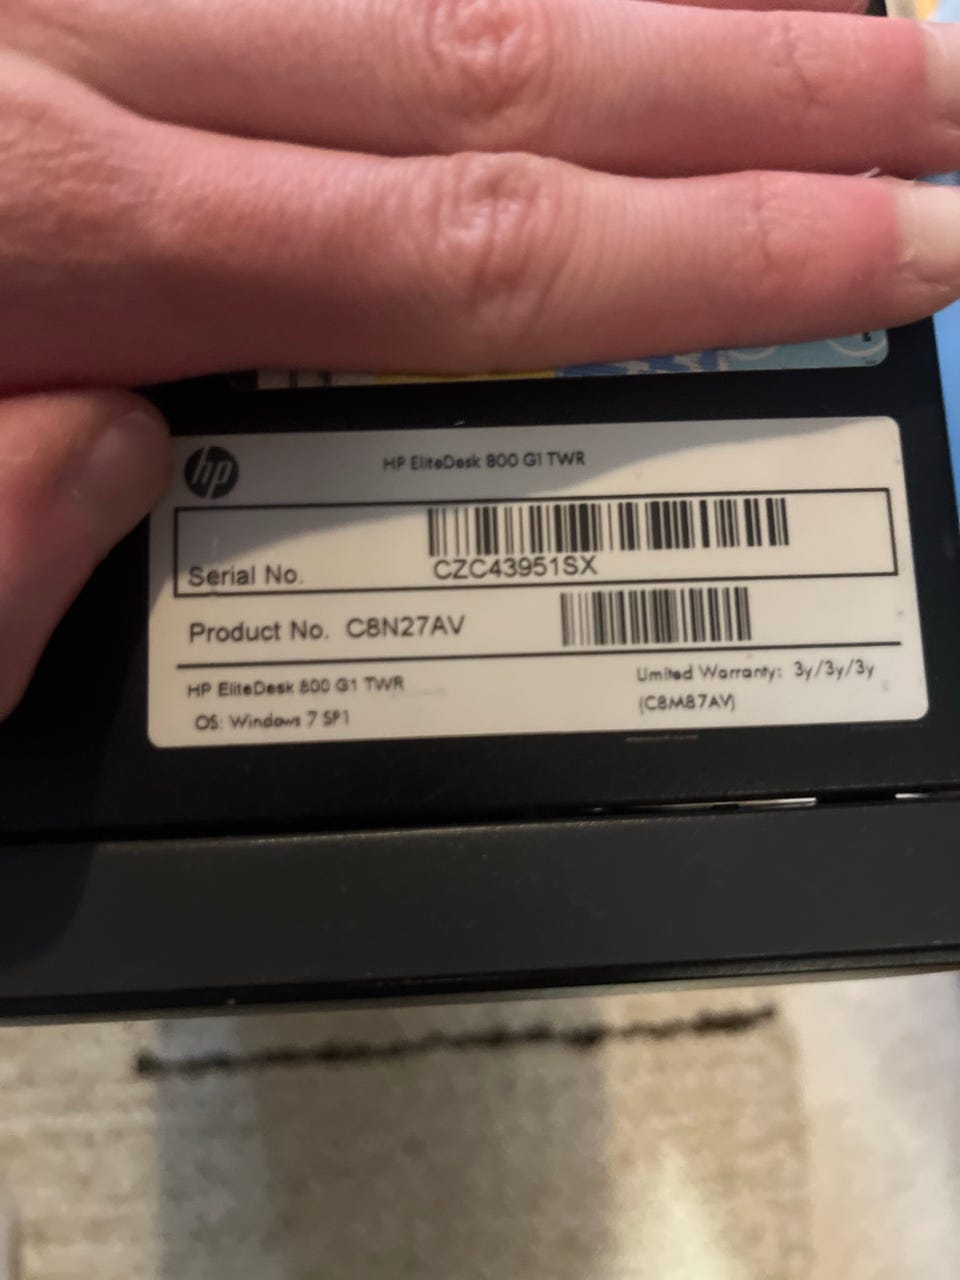 hp
HP EliteDesk 800 G1 TWR
Serial No. CZC43951SX
Product No. C8N27AV
HP EliteDesk 800 G1 TWR
Limited Warranty: 3y/3y/3y
OS: Windows 7 SP1
(C8M87AV)